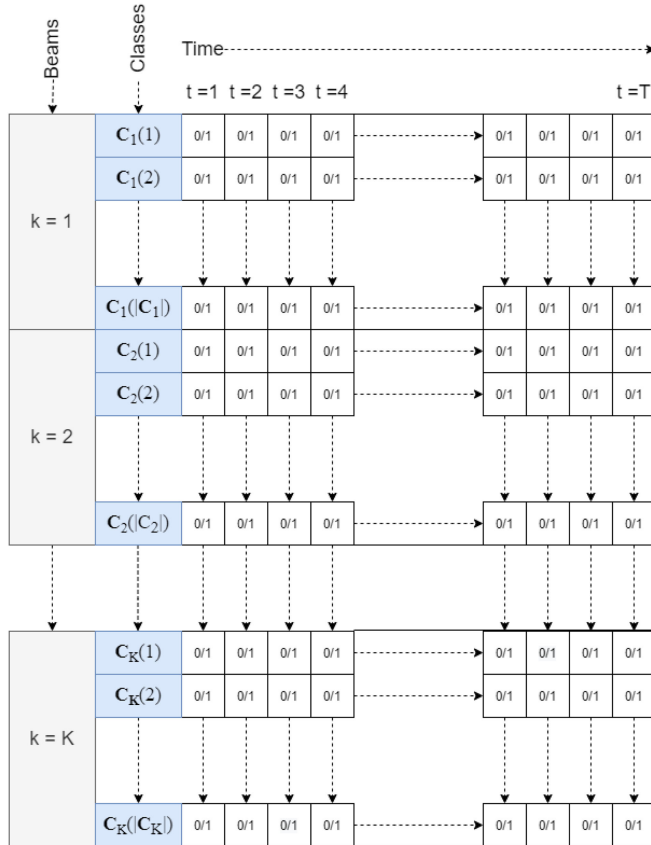 Beams
Classes
Time
t =1 t =2 t =3 t =4 t =T
k = 1
C₁(1) 0/1 0/1 0/1 0/1 0/1 0/1 0/1 0/1
C₁(2) 0/1 0/1 0/1 0/1 0/1 0/1 0/1 0/1
C₁(|C₁|) 0/1 0/1 0/1 0/1 0/1 0/1 0/1 0/1
k = 2
C₂(1) 0/1 0/1 0/1 0/1 0/1 0/1 0/1 0/1
C₂(2) 0/1 0/1 0/1 0/1 0/1 0/1 0/1 0/1
C₂(|C₂|) 0/1 0/1 0/1 0/1 0/1 0/1 0/1 0/1
k = K
C_K(1) 0/1 0/1 0/1 0/1 0/1 0/1 0/1 0/1
C_K(2) 0/1 0/1 0/1 0/1 0/1 0/1 0/1 0/1
C_K(|C_K|) 0/1 0/1 0/1 0/1 0/1 0/1 0/1 0/1